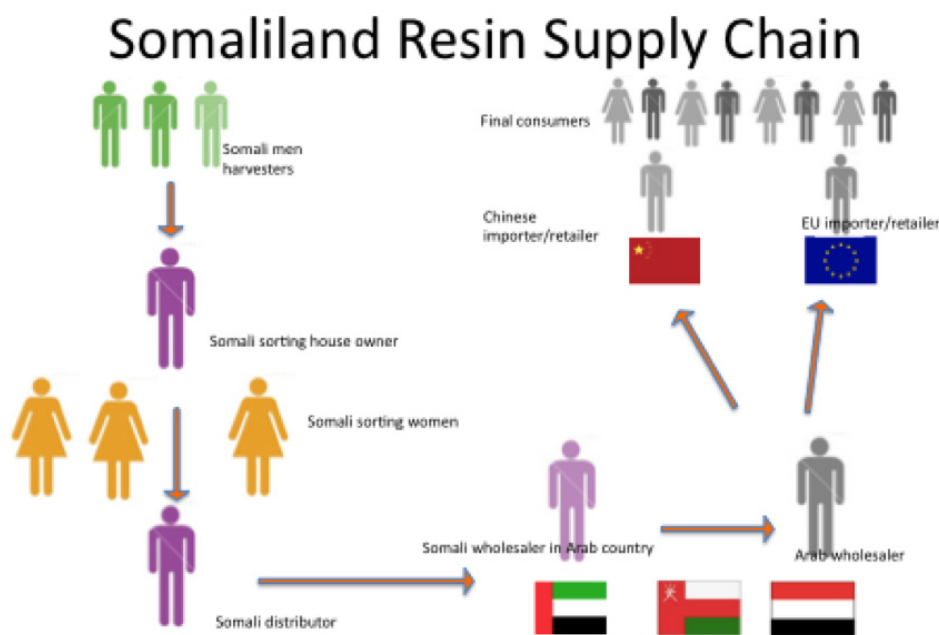 Somaliland Resin Supply Chain
Somali men
harvesters
Somali sorting house owner
Somali sorting women
Somali distributor
Somali wholesaler in Arab country
Arab wholesaler
Chinese
importer/retailer
EU importer/retailer
Final consumers